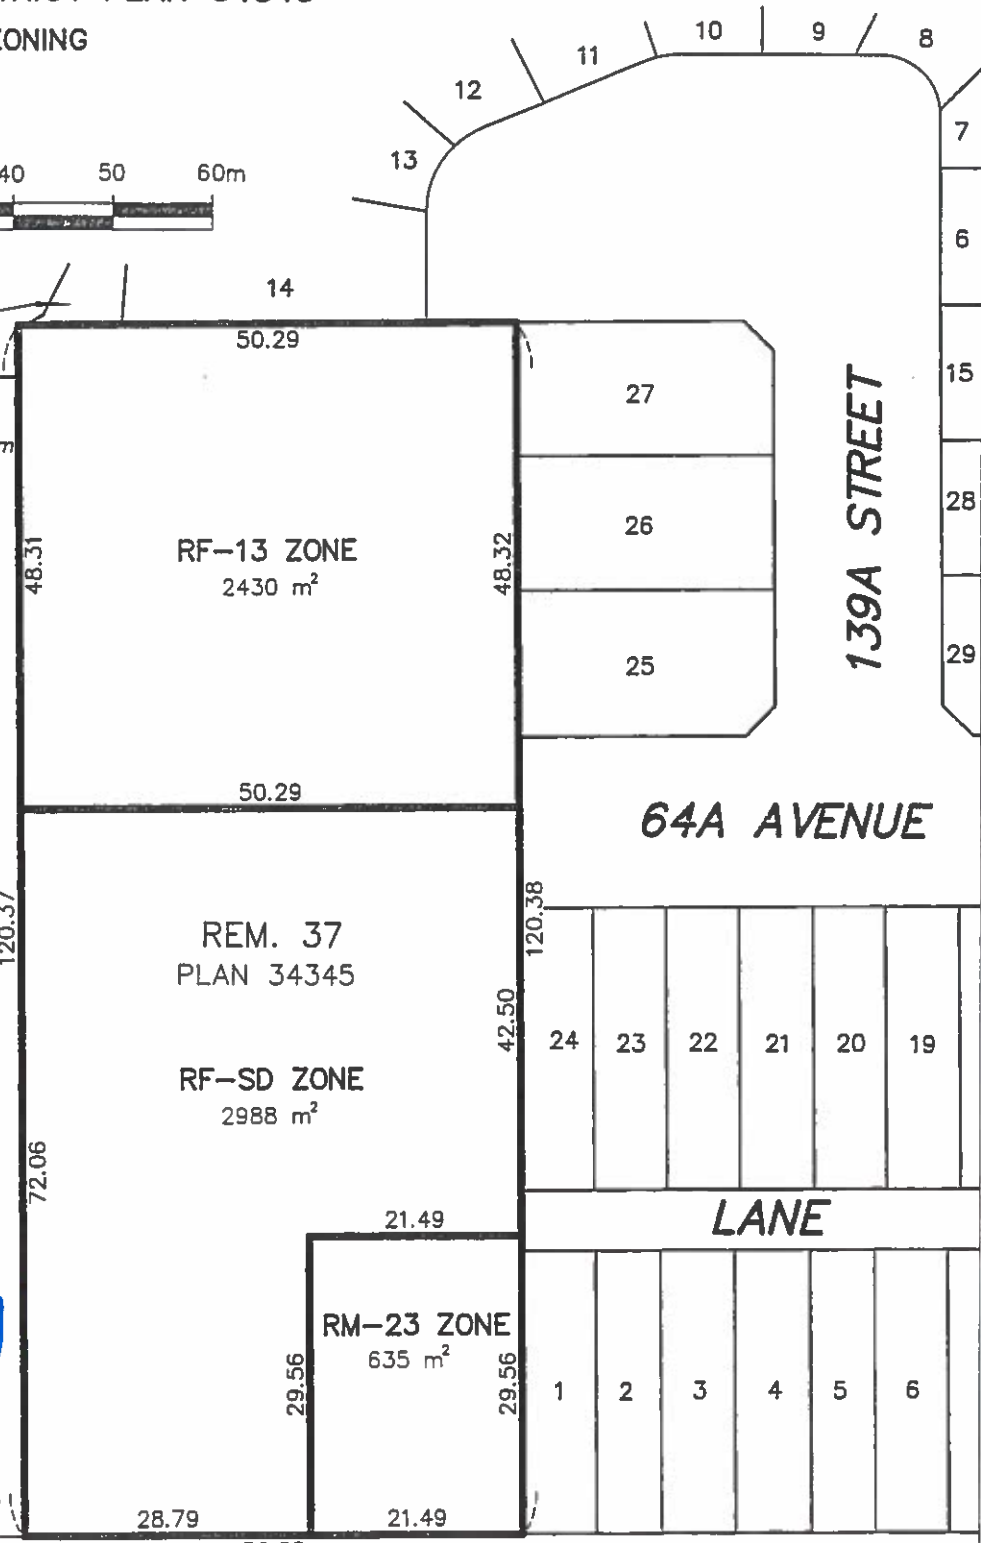 ZONING
40 50 60m
10
9
8
11
12
13
7
6
14
50.29
27
15
139A STREET
26
28
RF-13 ZONE
2430 m²
48.31
48.32
25
29
50.29
64A AVENUE
120.37
120.38
REM. 37
PLAN 34345
42.50
24 23 22 21 20 19
RF-SD ZONE
2988 m²
72.06
21.49
LANE
RM-23 ZONE
635 m²
29.56
29.56
1 2 3 4 5 6
28.79
21.49